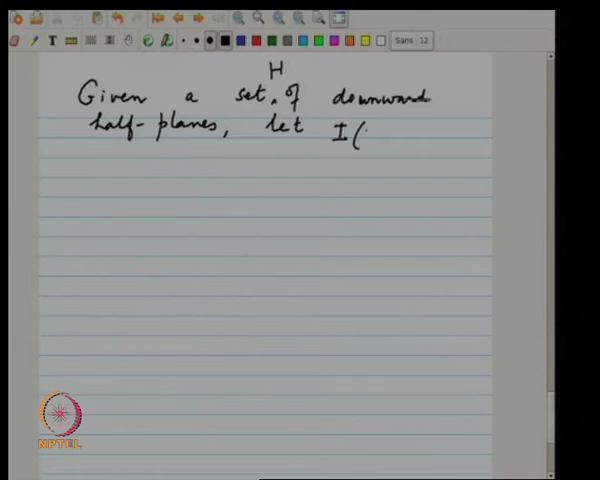 Sans 12
H
Given a set ‸ of downward
half-planes, let I(
NPTEL